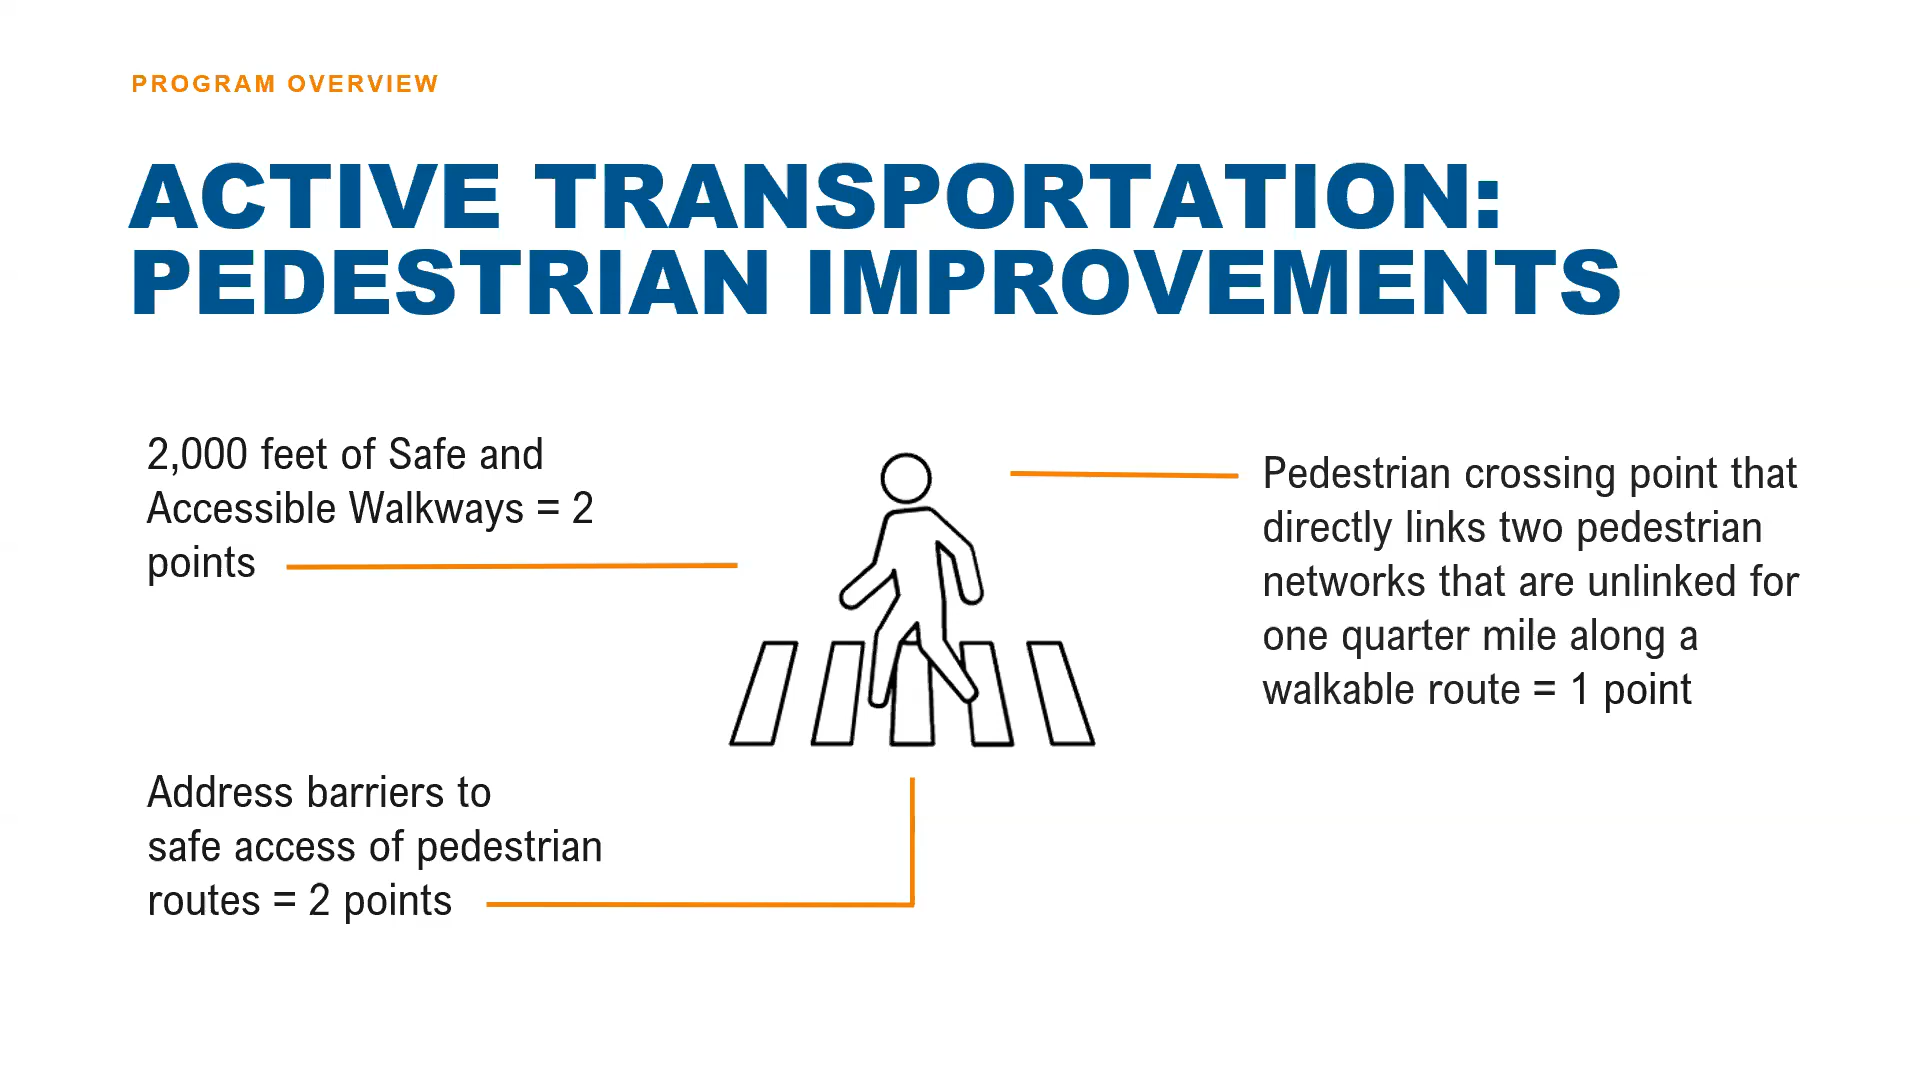 PROGRAM OVERVIEW
ACTIVE TRANSPORTATION:
PEDESTRIAN IMPROVEMENTS
2,000 feet of Safe and
Accessible Walkways = 2
points
Pedestrian crossing point that
directly links two pedestrian
networks that are unlinked for
one quarter mile along a
walkable route = 1 point
Address barriers to
safe access of pedestrian
routes = 2 points